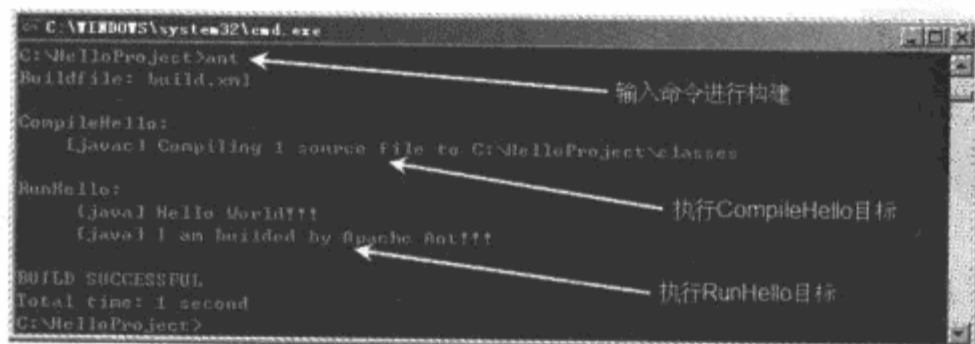 C:\WINDOWS\system32\cmd.exe
C:\HelloProject>ant
Buildfile: build.xml
输入命令进行构建
CompileHello:
[javac] Compiling 1 source file to C:\HelloProject\classes
执行CompileHello目标
RunHello:
[java] Hello World!!!
[java] I am builded by Apache Ant!!!
执行RunHello目标
BUILD SUCCESSFUL
Total time: 1 second
C:\HelloProject>